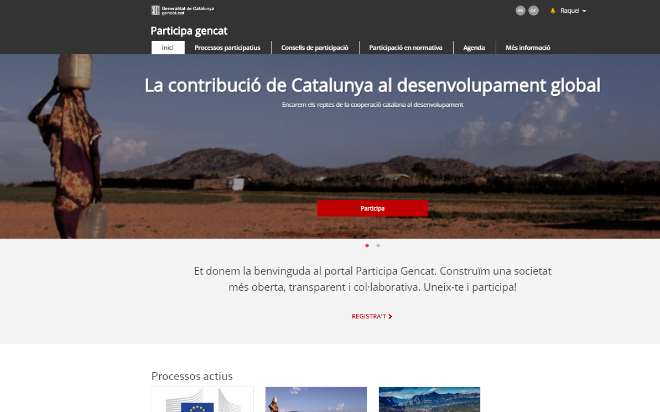 Generalitat de Catalunya
gencat.cat
Raquel
Participa gencat
Inici
Processos participatius
Consells de participació
Participació en normativa
Agenda
Més informació
La contribució de Catalunya al desenvolupament global
Encarem els reptes de la cooperació catalana al desenvolupament
Participa
Et donem la benvinguda al portal Participa Gencat. Construïm una societat
més oberta, transparent i col·laborativa. Uneix-te i participa!
REGISTRA'T
Processos actius